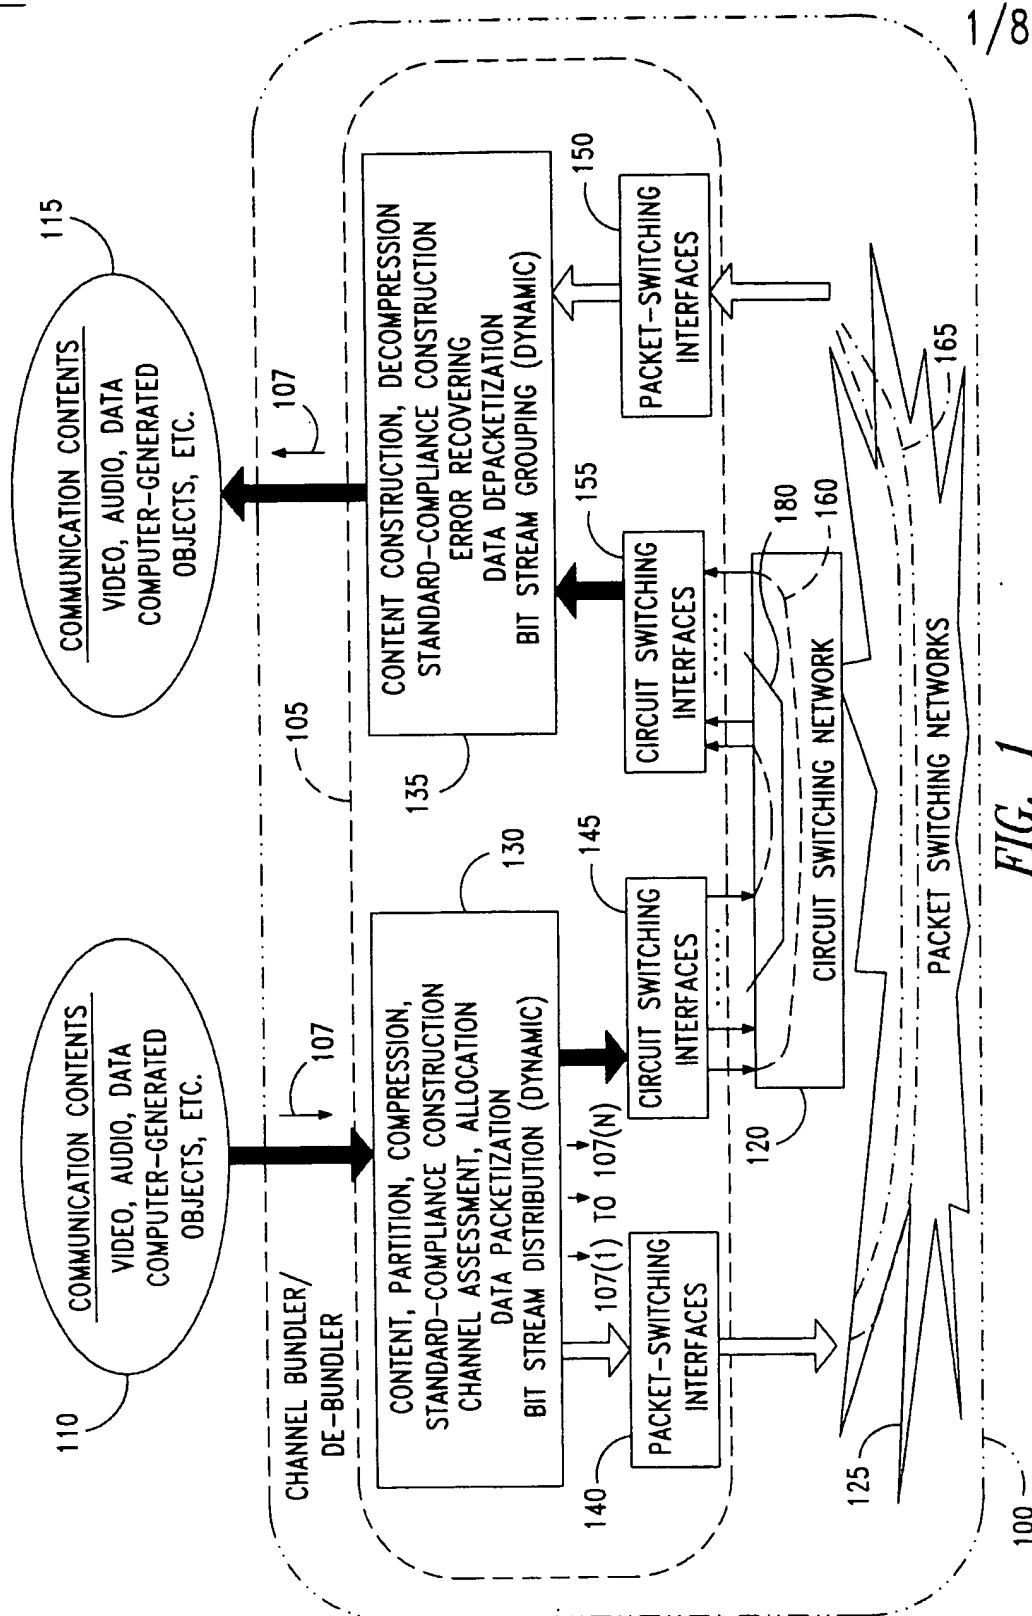 1/8
COMMUNICATION CONTENTS
VIDEO, AUDIO, DATA
COMPUTER-GENERATED
OBJECTS, ETC.
110
COMMUNICATION CONTENTS
VIDEO, AUDIO, DATA
COMPUTER-GENERATED
OBJECTS, ETC.
115
CHANNEL BUNDLER/
DE-BUNDLER
107
105
107
CONTENT, PARTITION, COMPRESSION,
STANDARD-COMPLIANCE CONSTRUCTION
CHANNEL ASSESSMENT, ALLOCATION
DATA PACKETIZATION
BIT STREAM DISTRIBUTION (DYNAMIC)
130
CONTENT CONSTRUCTION, DECOMPRESSION
STANDARD-COMPLIANCE CONSTRUCTION
ERROR RECOVERING
DATA DEPACKETIZATION
BIT STREAM GROUPING (DYNAMIC)
135
107(1) TO 107(N)
140
PACKET-SWITCHING
INTERFACES
145
CIRCUIT SWITCHING
INTERFACES
155
CIRCUIT SWITCHING
INTERFACES
150
PACKET-SWITCHING
INTERFACES
120
CIRCUIT SWITCHING NETWORK
180
160
125
PACKET SWITCHING NETWORKS
165
100
FIG. 1